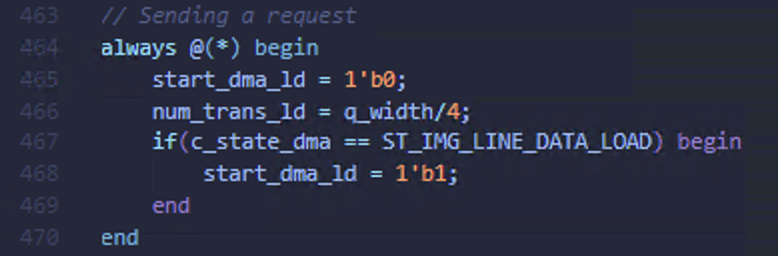 463 // Sending a request
464 always @(*) begin
465 start_dma_ld = 1'b0;
466 num_trans_ld = q_width/4;
467 if(c_state_dma == ST_IMG_LINE_DATA_LOAD) begin
468 start_dma_ld = 1'b1;
469 end
470 end